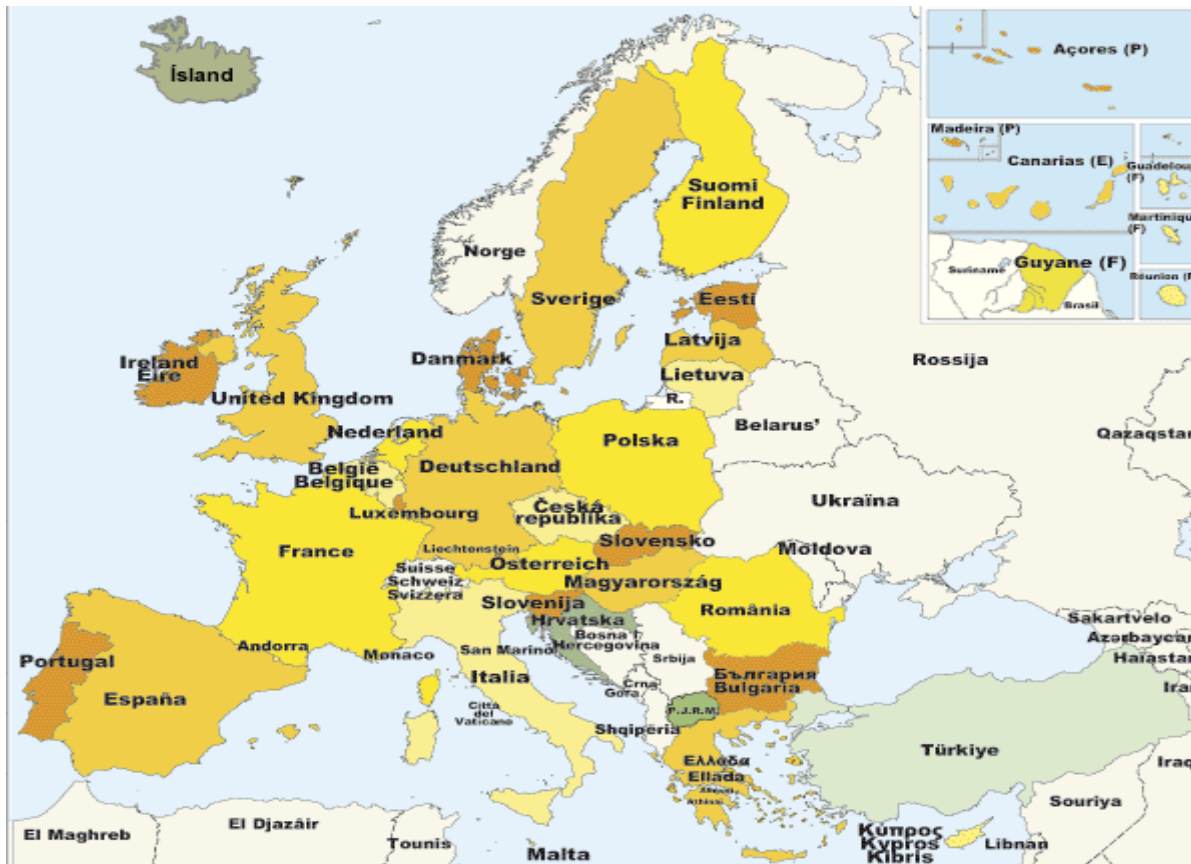 Ísland
Açores (P)
Madeira (P)
Canarias (E)
(F)
(F)
Guyane (F)
Suriname
Brasil
Suomi
Finland
Norge
Sverige
Eesti
Latvija
Lietuva
R.
Rossija
Danmark
Ireland
Éire
United Kingdom
Nederland
België
Belgique
Deutschland
Polska
Belarus’
Qazaqstan
Luxembourg
Česká
republika
Ukraïna
France
Liechtenstein
Slovensko
Österreich
Moldova
Suisse
Schweiz
Svizzera
Magyarország
Slovenija
Hrvatska
România
Bosna i
Hercegovina
Srbija
Sakartvelo
Azərbaycan
Andorra
Monaco
San Marino
Portugal
España
Italia
Crna
Gora
България
Bulgaria
P.J.R.M.
Città
del
Vaticano
Shqipëria
Türkiye
Ελλάδα
Ellada
Souriya
El Maghreb
El Djazâir
Tounis
Malta
Κύπρος
Kypros
Kibris
Libnan